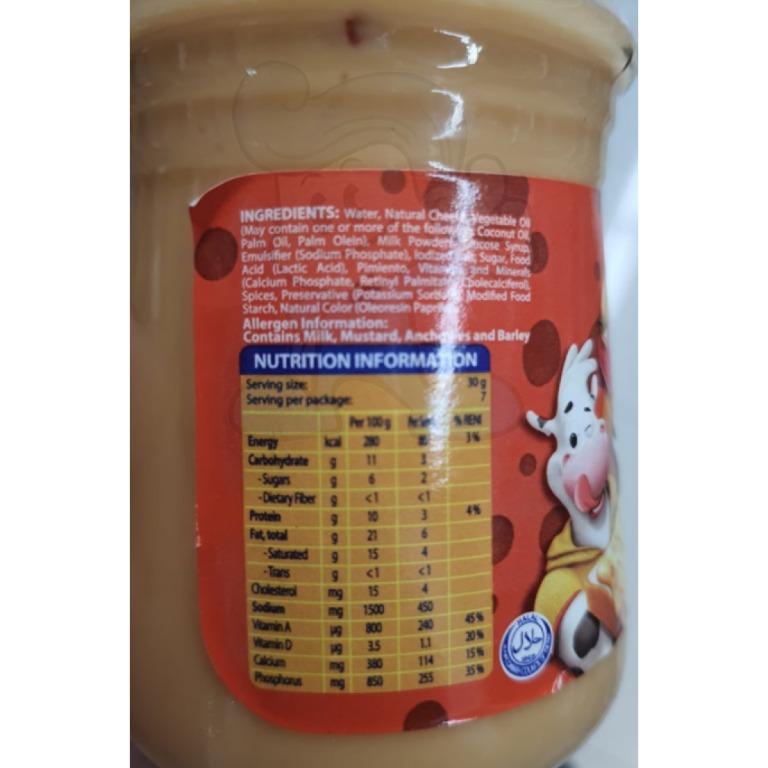 INGREDIENTS: Water, Natural Cheese, Vegetable Oil
(May contain one or more of the following: Coconut Oil,
Palm Oil, Palm Olein), Milk Powder, Glucose Syrup,
Emulsifier (Sodium Phosphate), Iodized Salt, Sugar, Food
Acid (Lactic Acid), Pimiento, Vitamins and Minerals
(Calcium Phosphate, Retinyl Palmitate, Cholecalciferol),
Spices, Preservative (Potassium Sorbate), Modified Food
Starch, Natural Color (Oleoresin Paprika)
Allergen Information:
Contains Milk, Mustard, Anchovies and Barley
NUTRITION INFORMATION
Serving size: 30 g
Serving per package: 7
Per 100 g % RENI
Energy kcal 280 3%
Carbohydrate g 11 3
-Sugars g 6 2
-Dietary Fiber g <1 <1
Protein g 10 3 4%
Fat, total g 21 6
-Saturated g 15 4
-Trans g <1 <1
Cholesterol mg 15 4
Sodium mg 1500 450
Vitamin A µg 800 240 45%
Vitamin D µg 3.5 1.1 20%
Calcium mg 380 114 15%
Phosphorus mg 850 255 35%
HALAL
حلال